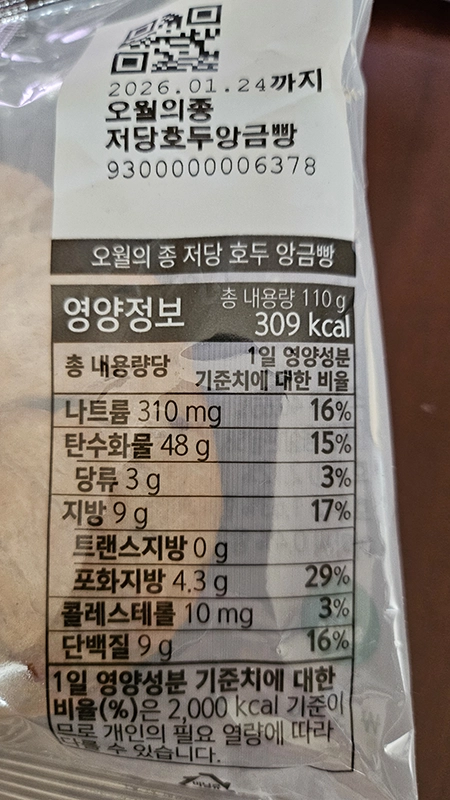 2026.01.24까지
오월의종
저당호두앙금빵
9300000006378
오월의 종 저당 호두 앙금빵
영양정보 총 내용량 110 g
309 kcal
총 내용량당 1일 영양성분
기준치에 대한 비율
나트륨 310 mg 16%
탄수화물 48 g 15%
당류 3 g 3%
지방 9 g 17%
트랜스지방 0 g
포화지방 4.3 g 29%
콜레스테롤 10 mg 3%
단백질 9 g 16%
1일 영양성분 기준치에 대한
비율(%)은 2,000 kcal 기준이
므로 개인의 필요 열량에 따라
다를 수 있습니다.